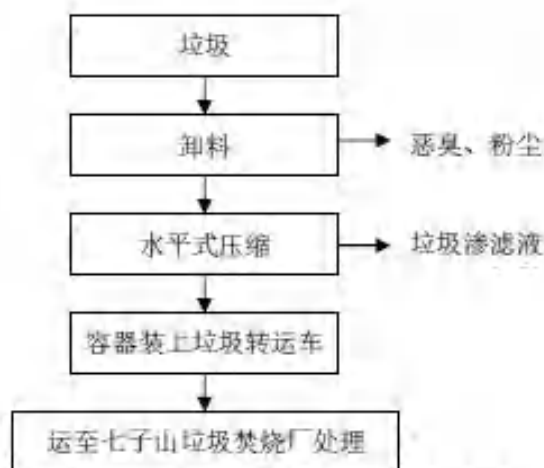 垃圾
卸料
恶臭、粉尘
水平式压缩
垃圾渗滤液
容器装上垃圾转运车
运至七子山垃圾焚烧厂处理